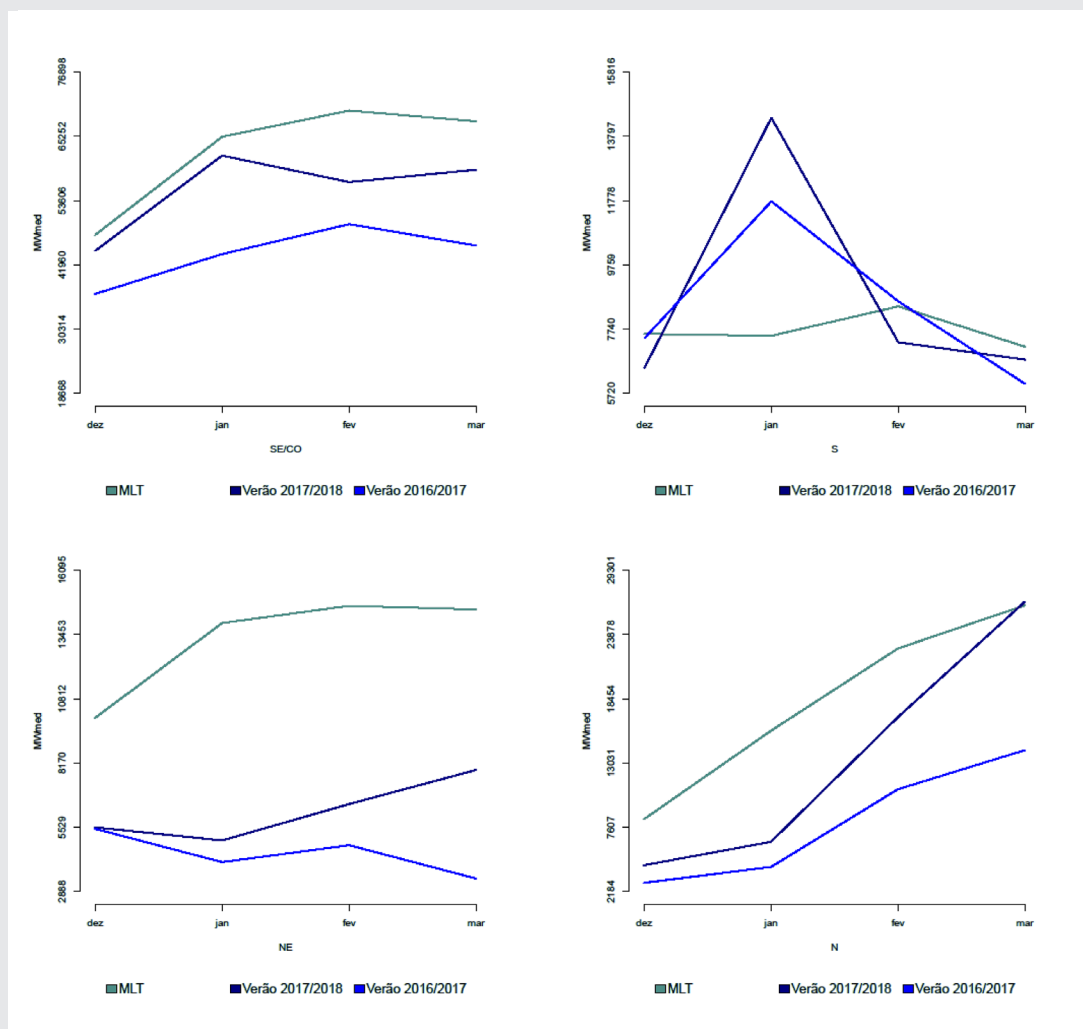 76898
65252
53606
41960
30314
18668
MWmed
dez jan fev mar
SE/CO
MLT Verão 2017/2018 Verão 2016/2017
15816
13797
11778
9759
7740
5720
MWmed
dez jan fev mar
S
MLT Verão 2017/2018 Verão 2016/2017
16095
13453
10812
8170
5529
2888
MWmed
dez jan fev mar
NE
MLT Verão 2017/2018 Verão 2016/2017
29301
23878
18454
13031
7607
2184
MWmed
dez jan fev mar
N
MLT Verão 2017/2018 Verão 2016/2017